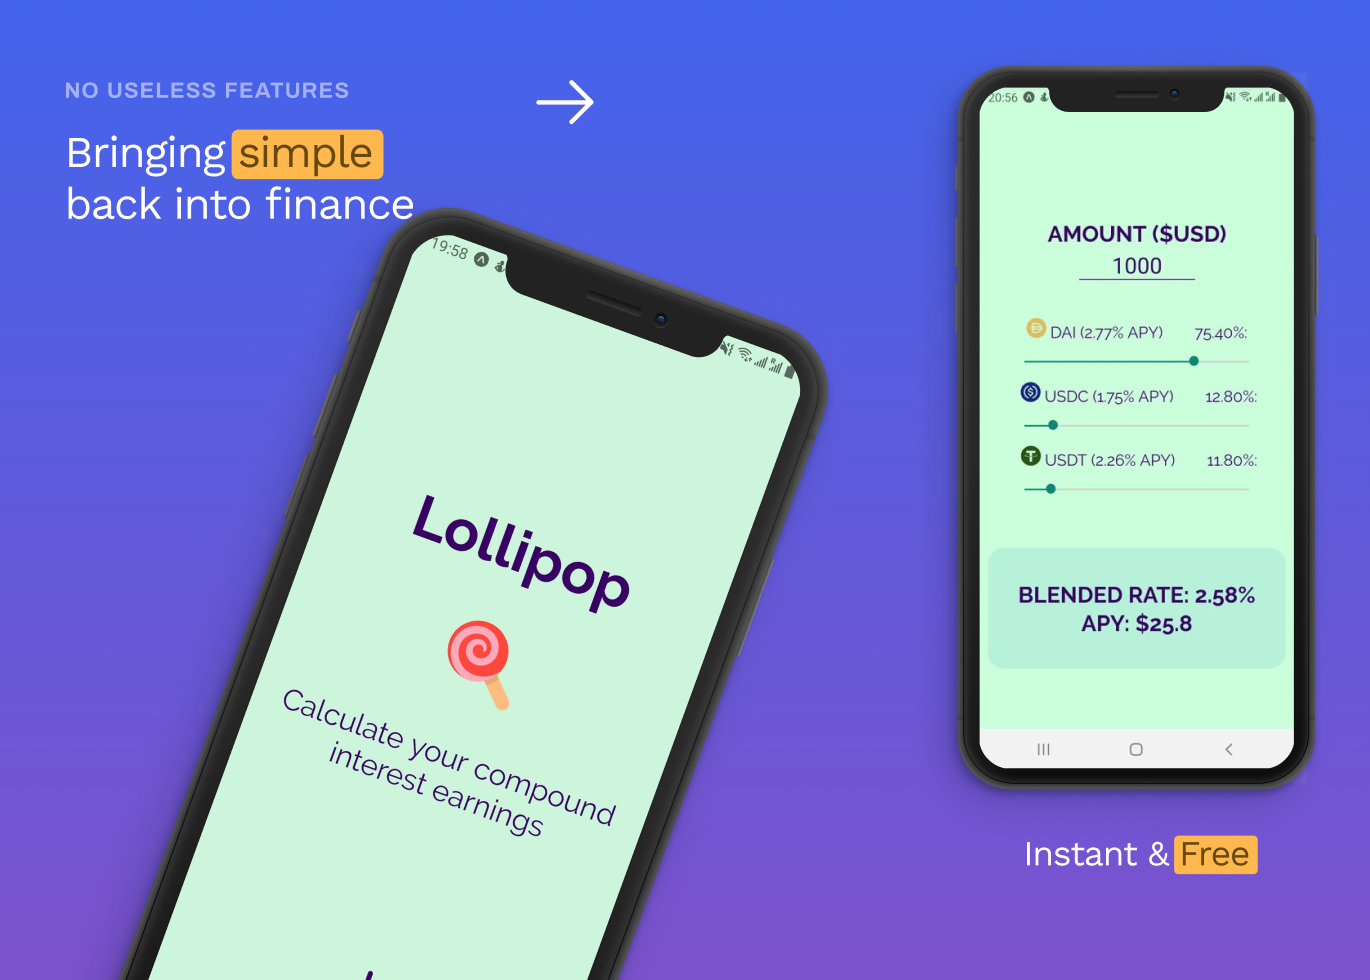 NO USELESS FEATURES
Bringing simple
back into finance
19:58
Lollipop
Calculate your compound
interest earnings
20:56
AMOUNT ($USD)
1000
DAI (2.77% APY) 75.40%:
USDC (1.75% APY) 12.80%:
USDT (2.26% APY) 11.80%:
BLENDED RATE: 2.58%
APY: $25.8
Instant & Free